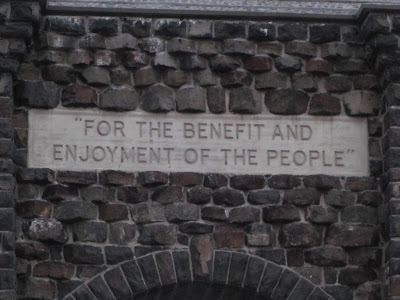 "FOR THE BENEFIT AND
ENJOYMENT OF THE PEOPLE"